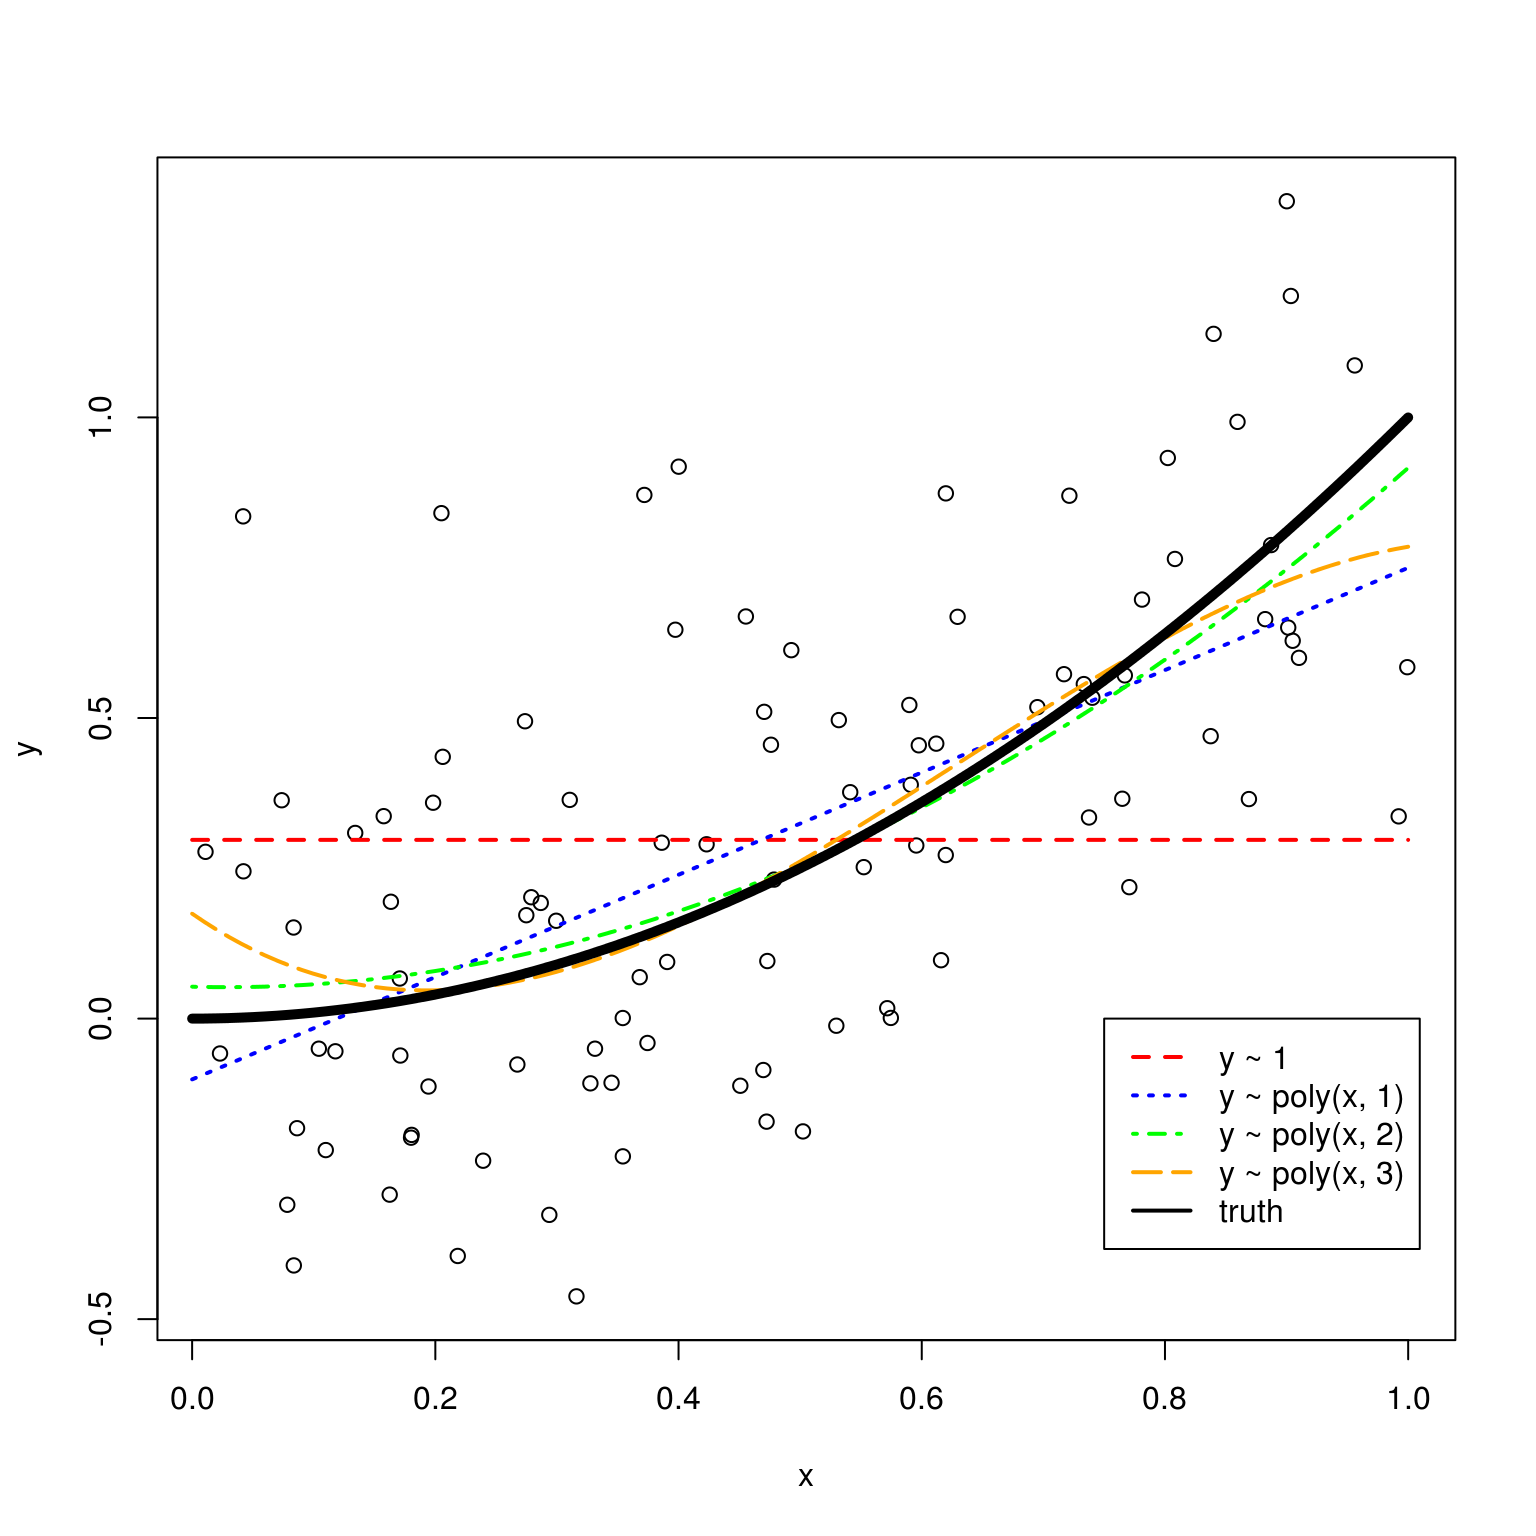 y
1.0
0.5
0.0
-0.5
y ~ 1
y ~ poly(x, 1)
y ~ poly(x, 2)
y ~ poly(x, 3)
truth
0.0 0.2 0.4 0.6 0.8 1.0
x